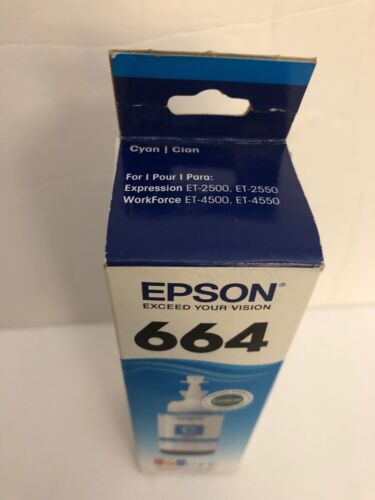 Cyan | Cian
For | Pour | Para:
Expression ET-2500, ET-2550
WorkForce ET-4500, ET-4550
EPSON®
EXCEED YOUR VISION
664
EPSON